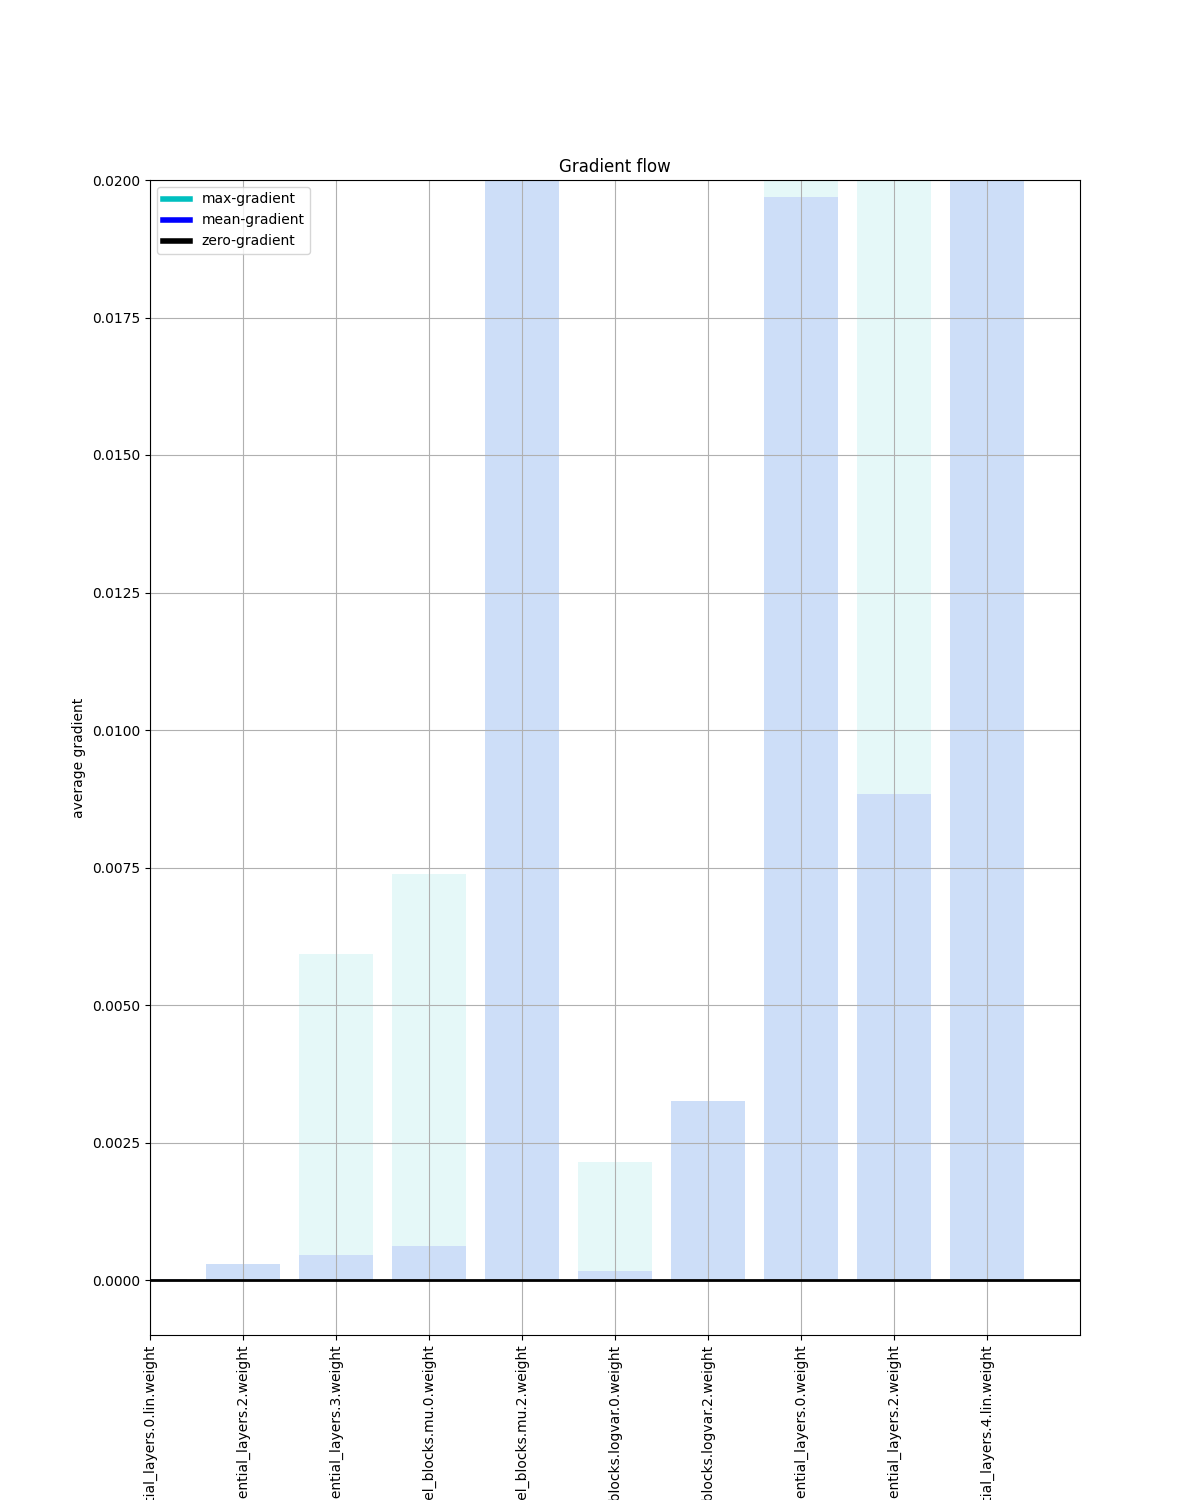 Gradient flow
max-gradient
mean-gradient
zero-gradient
0.0200
0.0175
0.0150
0.0125
0.0100
0.0075
0.0050
0.0025
0.0000
average gradient
tial_layers.0.lin.weight
ential_layers.2.weight
ential_layers.3.weight
el_blocks.mu.0.weight
el_blocks.mu.2.weight
blocks.logvar.0.weight
blocks.logvar.2.weight
ential_layers.0.weight
ential_layers.2.weight
tial_layers.4.lin.weight